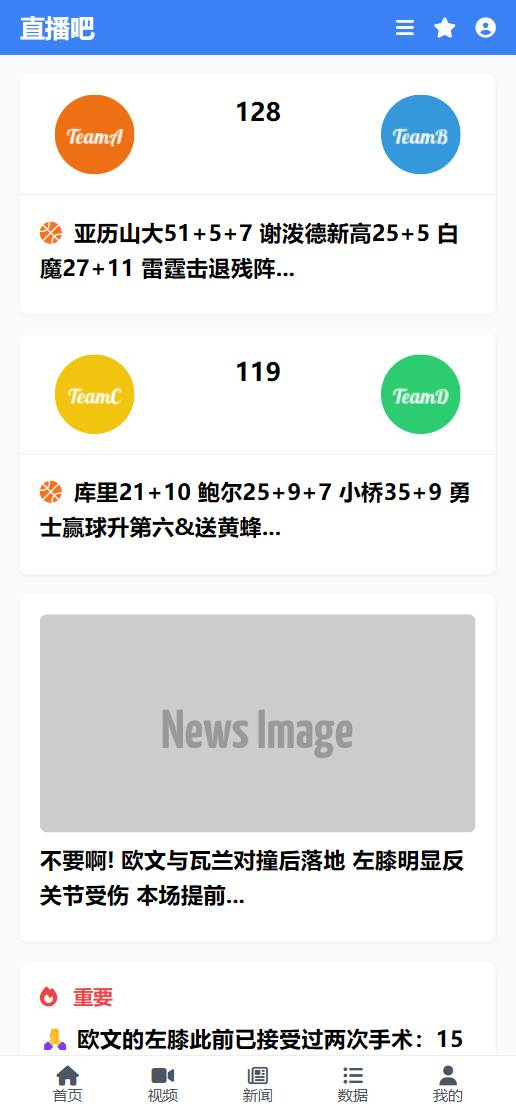 直播吧
TeamA
128
TeamB
亚历山大51+5+7 谢泼德新高25+5 白
魔27+11 雷霆击退残阵...
TeamC
119
TeamD
库里21+10 鲍尔25+9+7 小桥35+9 勇
士赢球升第六&送黄蜂...
News Image
不要啊! 欧文与瓦兰对撞后落地 左膝明显反
关节受伤 本场提前...
重要
🙏 欧文的左膝此前已接受过两次手术：15
首页
视频
新闻
数据
我的